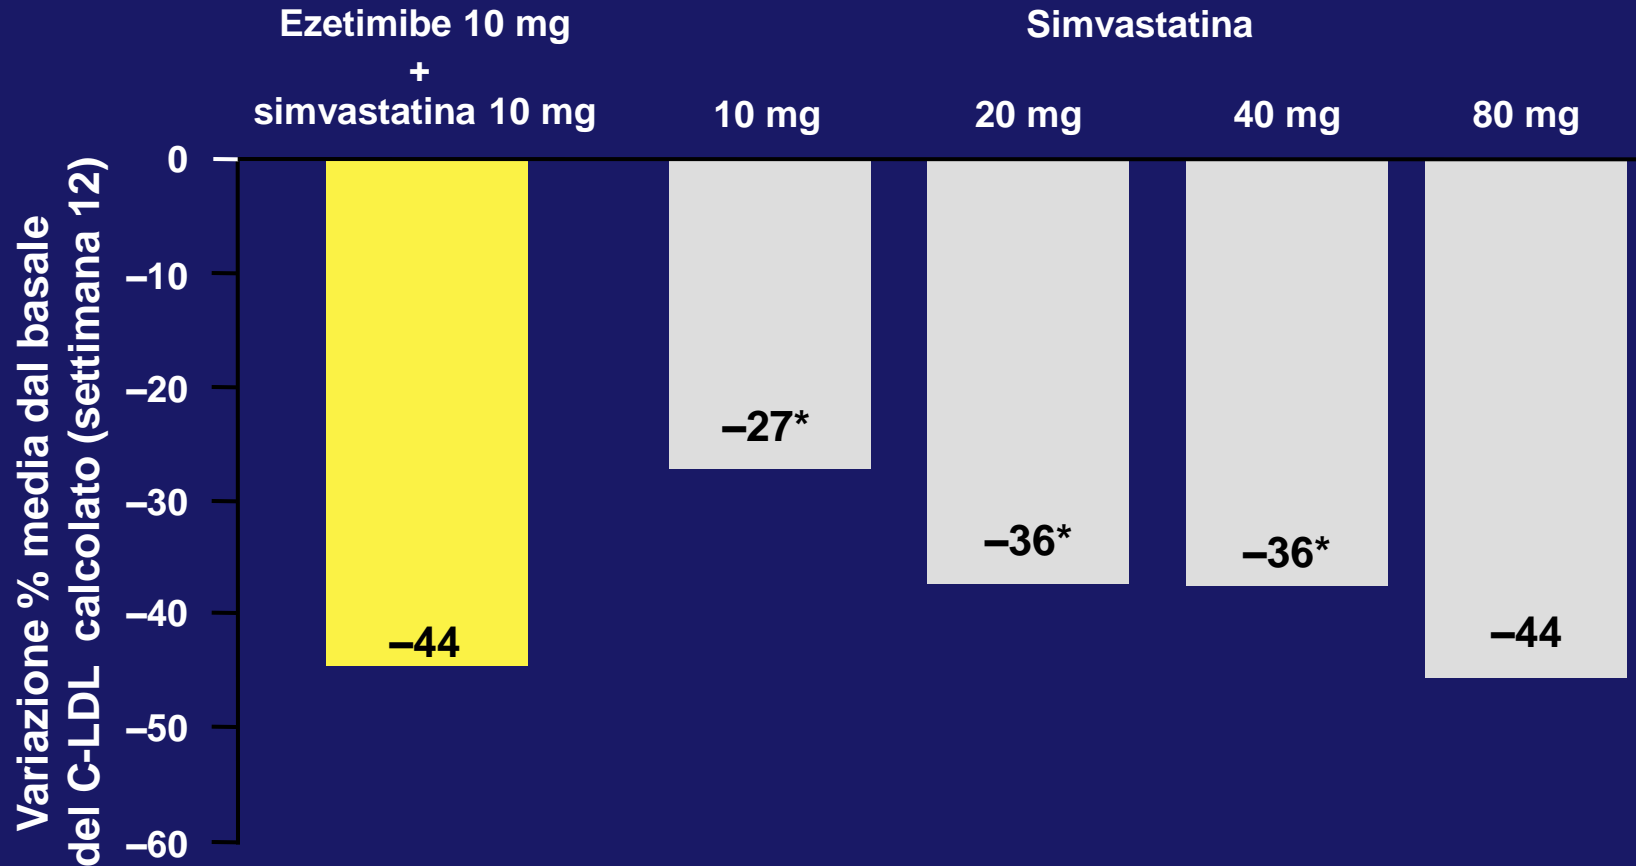 Ezetimibe 10 mg
+
simvastatina 10 mg
Simvastatina
10 mg
20 mg
40 mg
80 mg
Variazione % media dal basale
del C-LDL calcolato (settimana 12)
0
–10
–20
–30
–40
–50
–60
–44
–27*
–36*
–36*
–44